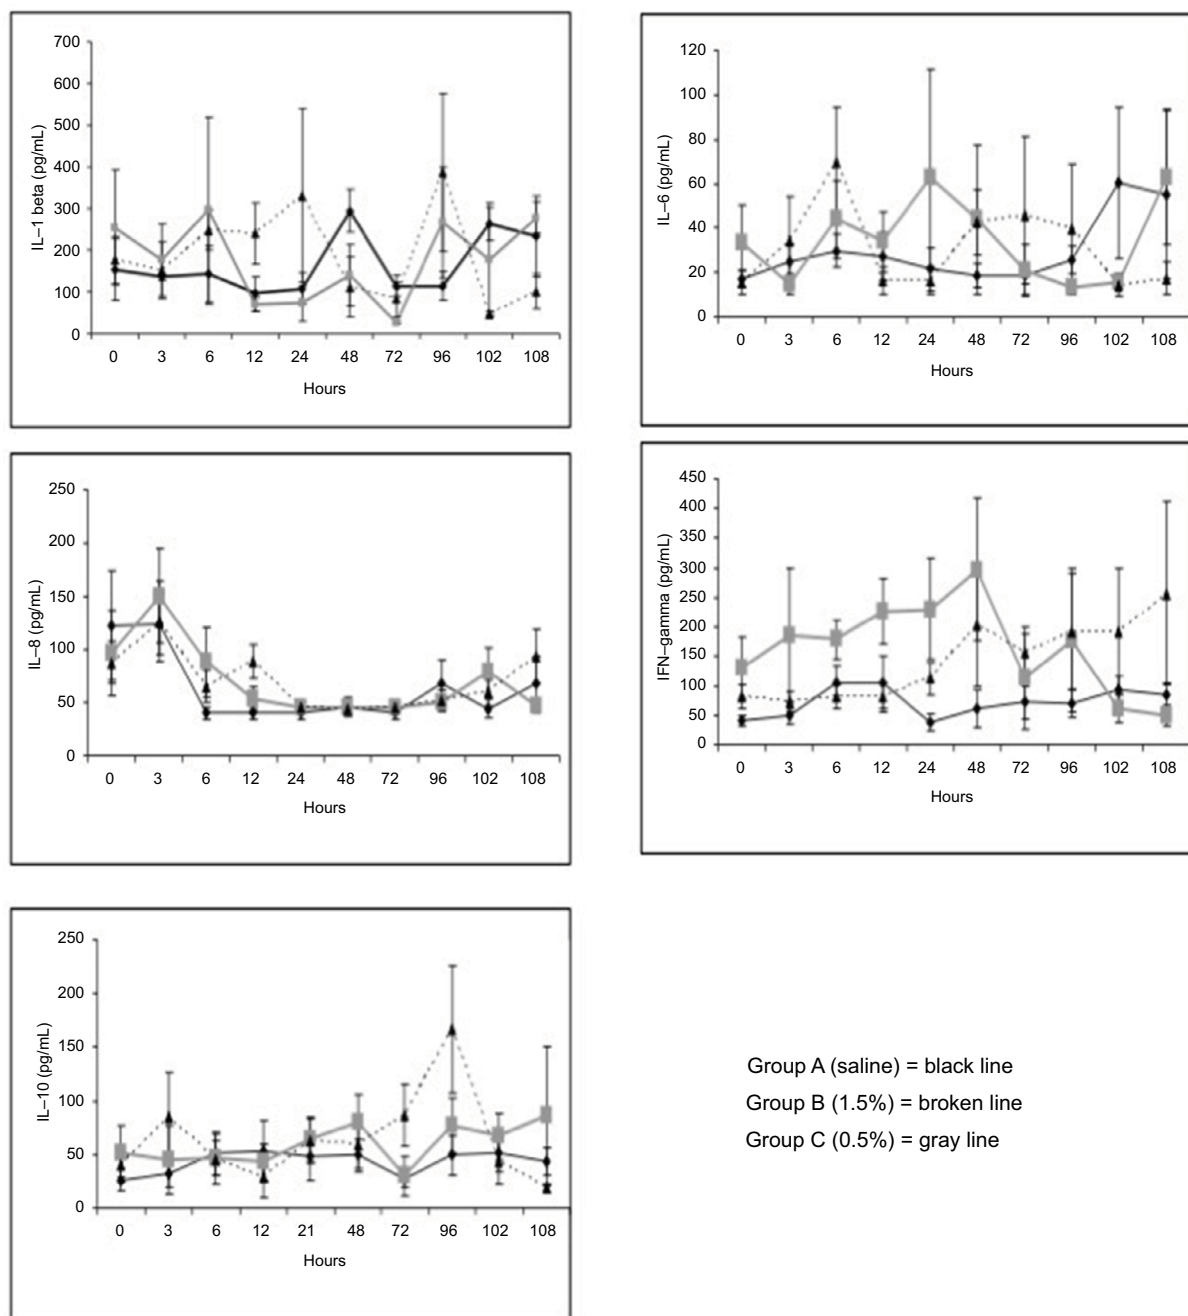 700
600
500
400
300
200
100
0
IL–1 beta (pg/mL)
0 3 6 12 24 48 72 96 102 108
Hours
120
100
80
60
40
20
0
IL–6 (pg/mL)
0 3 6 12 24 48 72 96 102 108
Hours
250
200
150
100
50
0
IL–8 (pg/mL)
0 3 6 12 24 48 72 96 102 108
Hours
450
400
350
300
250
200
150
100
50
0
IFN–gamma (pg/mL)
0 3 6 12 24 48 72 96 102 108
Hours
250
200
150
100
50
0
IL–10 (pg/mL)
0 3 6 12 21 48 72 96 102 108
Hours
Group A (saline) = black line
Group B (1.5%) = broken line
Group C (0.5%) = gray line